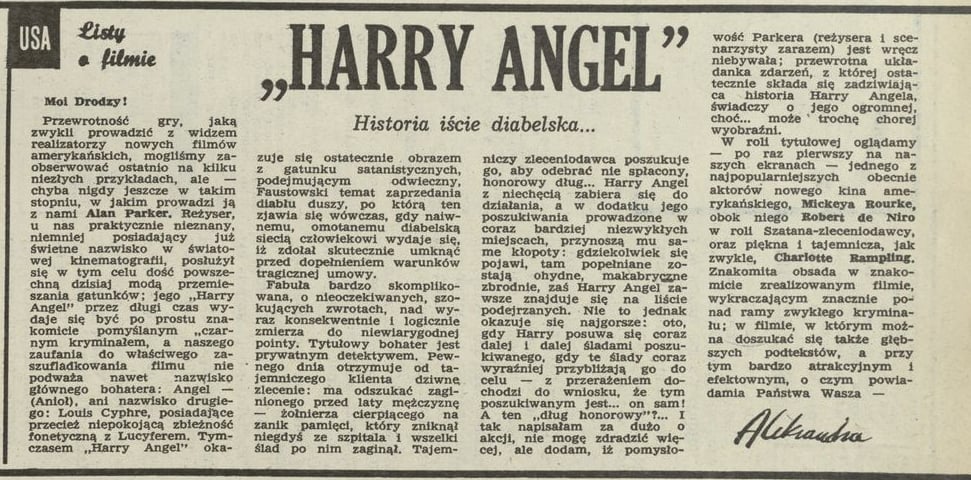 USA
Listy
o filmie
„HARRY ANGEL”
Historia iście diabelska...
Moi Drodzy!
Przewrotność gry, jaką
zwykli prowadzić z widzem
realizatorzy nowych filmów
amerykańskich, mogliśmy za-
obserwować ostatnio na kilku
niezłych przykładach, ale —
chyba nigdy jeszcze w takim
stopniu, w jakim prowadzi ją
z nami Alan Parker. Reżyser,
u nas praktycznie nieznany,
niemniej posiadający już
świetne nazwisko w świato-
wej kinematografii, posłużył
się w tym celu dość powsze-
chną dzisiaj modą przemie-
szania gatunków; jego „Harry
Angel” przez długi czas wy-
daje się być po prostu zna-
komicie pomyślanym „czar-
nym kryminałem, a naszego
zaufania do właściwego za-
szufladkowania filmu nie
podważa nawet nazwisko
głównego bohatera: Angel —
(Anioł), ani nazwisko drugie-
go: Louis Cyphre, posiadające
przecież niepokojącą zbieżność
fonetyczną z Lucyferem. Tym-
czasem „Harry Angel” oka-
zuje się ostatecznie obrazem
z gatunku satanistycznych,
podejmującym odwieczny,
Faustowski temat zaprzedania
diabłu duszy, po którą ten
zjawia się wówczas, gdy naiw-
nemu, omotanemu diabelską
siecią człowiekowi wydaje się,
iż zdołał skutecznie umknąć
przed dopełnieniem warunków
tragicznej umowy.
Fabuła bardzo skompliko-
wana, o nieoczekiwanych, szo-
kujących zwrotach, nad wy-
raz konsekwentnie i logicznie
zmierza do niewiarygodnej
pointy. Tytułowy bohater jest
prywatnym detektywem. Pew-
nego dnia otrzymuje od ta-
jemniczego klienta dziwne
zlecenie: ma odszukać zagi-
nionego przed laty mężczyznę
— żołnierza cierpiącego na
zanik pamięci, który zniknął
niegdyś ze szpitala i wszelki
ślad po nim zaginął. Tajem-
niczy zleceniodawca poszukuje
go, aby odebrać nie spłacony,
honorowy dług... Harry Angel
z niechęcią zabiera się do
działania, a w dodatku jego
poszukiwania prowadzone w
coraz bardziej niezwykłych
miejscach, przynoszą mu sa-
me kłopoty: gdziekolwiek się
pojawi, tam popełniane zo-
stają ohydne, makabryczne
zbrodnie, zaś Harry Angel za-
wsze znajduje się na liście
podejrzanych. Nie to jednak
okazuje się najgorsze: oto,
gdy Harry posuwa się coraz
dalej i dalej śladami poszu-
kiwanego, gdy te ślady coraz
wyraźniej przybliżają go do
celu — z przerażeniem do-
chodzi do wniosku, że tym
poszukiwanym jest... on sam!
A ten „dług honorowy”?... I
tak napisałam za dużo o
akcji, nie mogę zdradzić wię-
cej, ale dodam, iż pomysło-
wość Parkera (reżysera i sce-
narzysty zarazem) jest wręcz
niebywała; przewrotna ukła-
danka zdarzeń, z której osta-
tecznie składa się zadziwiają-
ca historia Harry Angela,
świadczy o jego ogromnej,
choć... może trochę chorej
wyobraźni.
W roli tytułowej oglądamy
— po raz pierwszy na na-
szych ekranach — jednego z
najpopularniejszych obecnie
aktorów nowego kina ame-
rykańskiego, Mickeya Rourke,
obok niego Robert de Niro
w roli Szatana-zleceniodawcy,
oraz piękna i tajemnicza, jak
zwykle, Charlotte Rampling.
Znakomita obsada w znako-
micie zrealizowanym filmie,
wykraczającym znacznie po-
nad ramy zwykłego krymina-
łu; w filmie, w którym moż-
na doszukać się także głęb-
szych podtekstów, a przy
tym bardzo atrakcyjnym i
efektownym, o czym powia-
damia Państwa Wasza —
Aleksandra